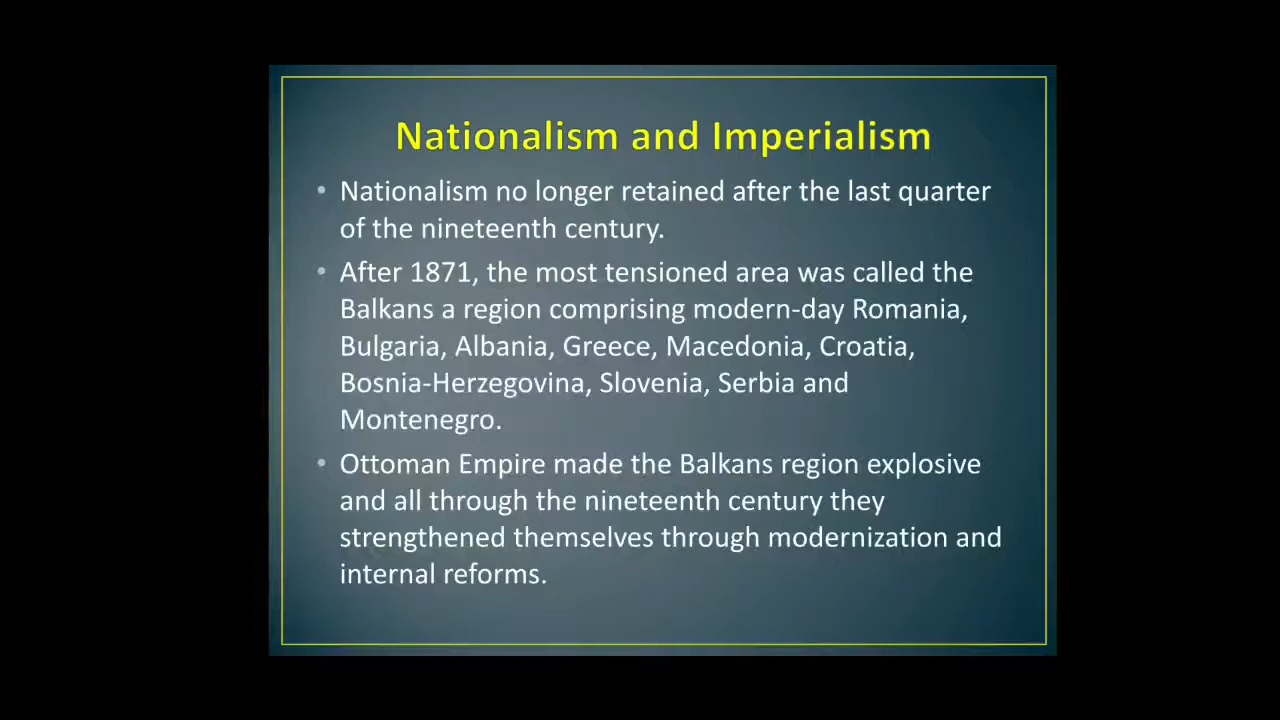 Nationalism and Imperialism
• Nationalism no longer retained after the last quarter
of the nineteenth century.
• After 1871, the most tensioned area was called the
Balkans a region comprising modern-day Romania,
Bulgaria, Albania, Greece, Macedonia, Croatia,
Bosnia-Herzegovina, Slovenia, Serbia and
Montenegro.
• Ottoman Empire made the Balkans region explosive
and all through the nineteenth century they
strengthened themselves through modernization and
internal reforms.